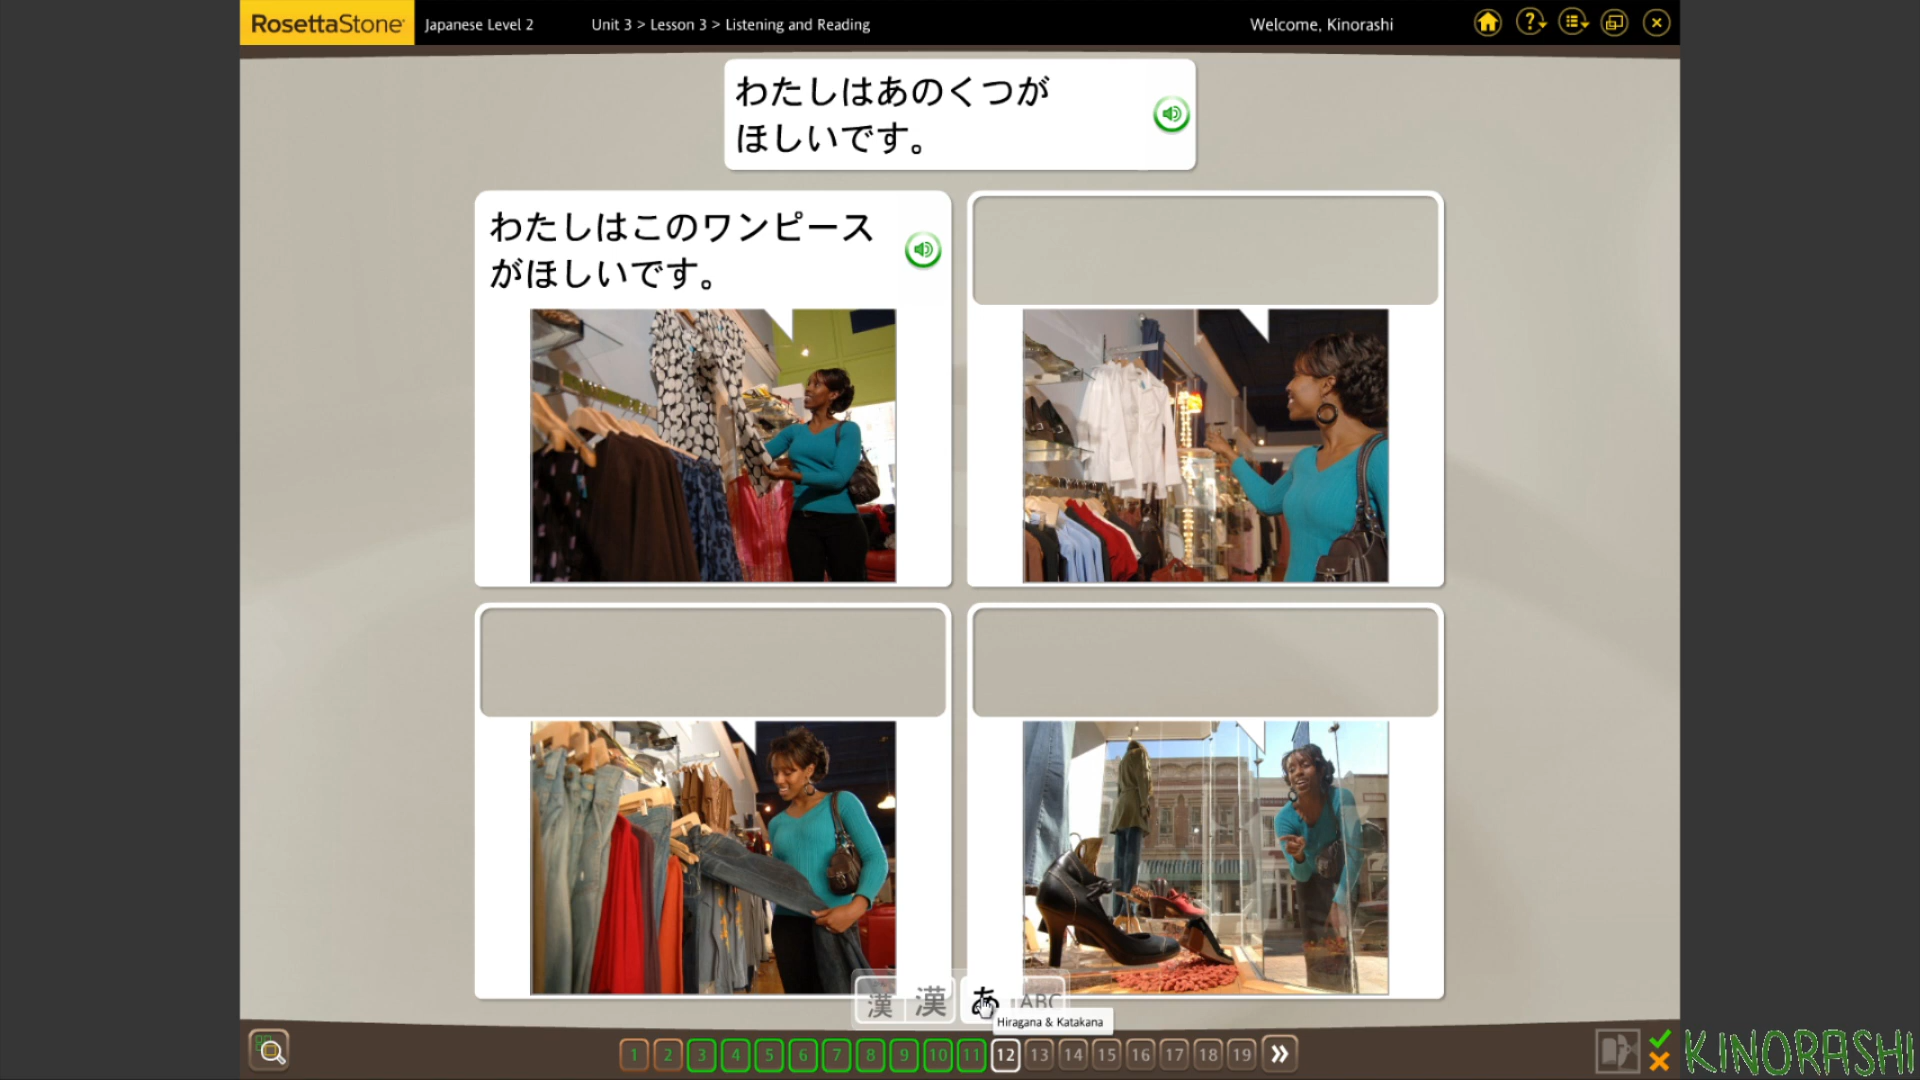 RosettaStone
Japanese Level 2
Unit 3 > Lesson 3 > Listening and Reading
Welcome, Kinorashi
わたしはあのくつが
ほしいです。
わたしはこのワンピース
がほしいです。
漢 漢 あ ABC
Hiragana & Katakana
1 2 3 4 5 6 7 8 9 10 11 12 13 14 15 16 17 18 19
KINORASHI